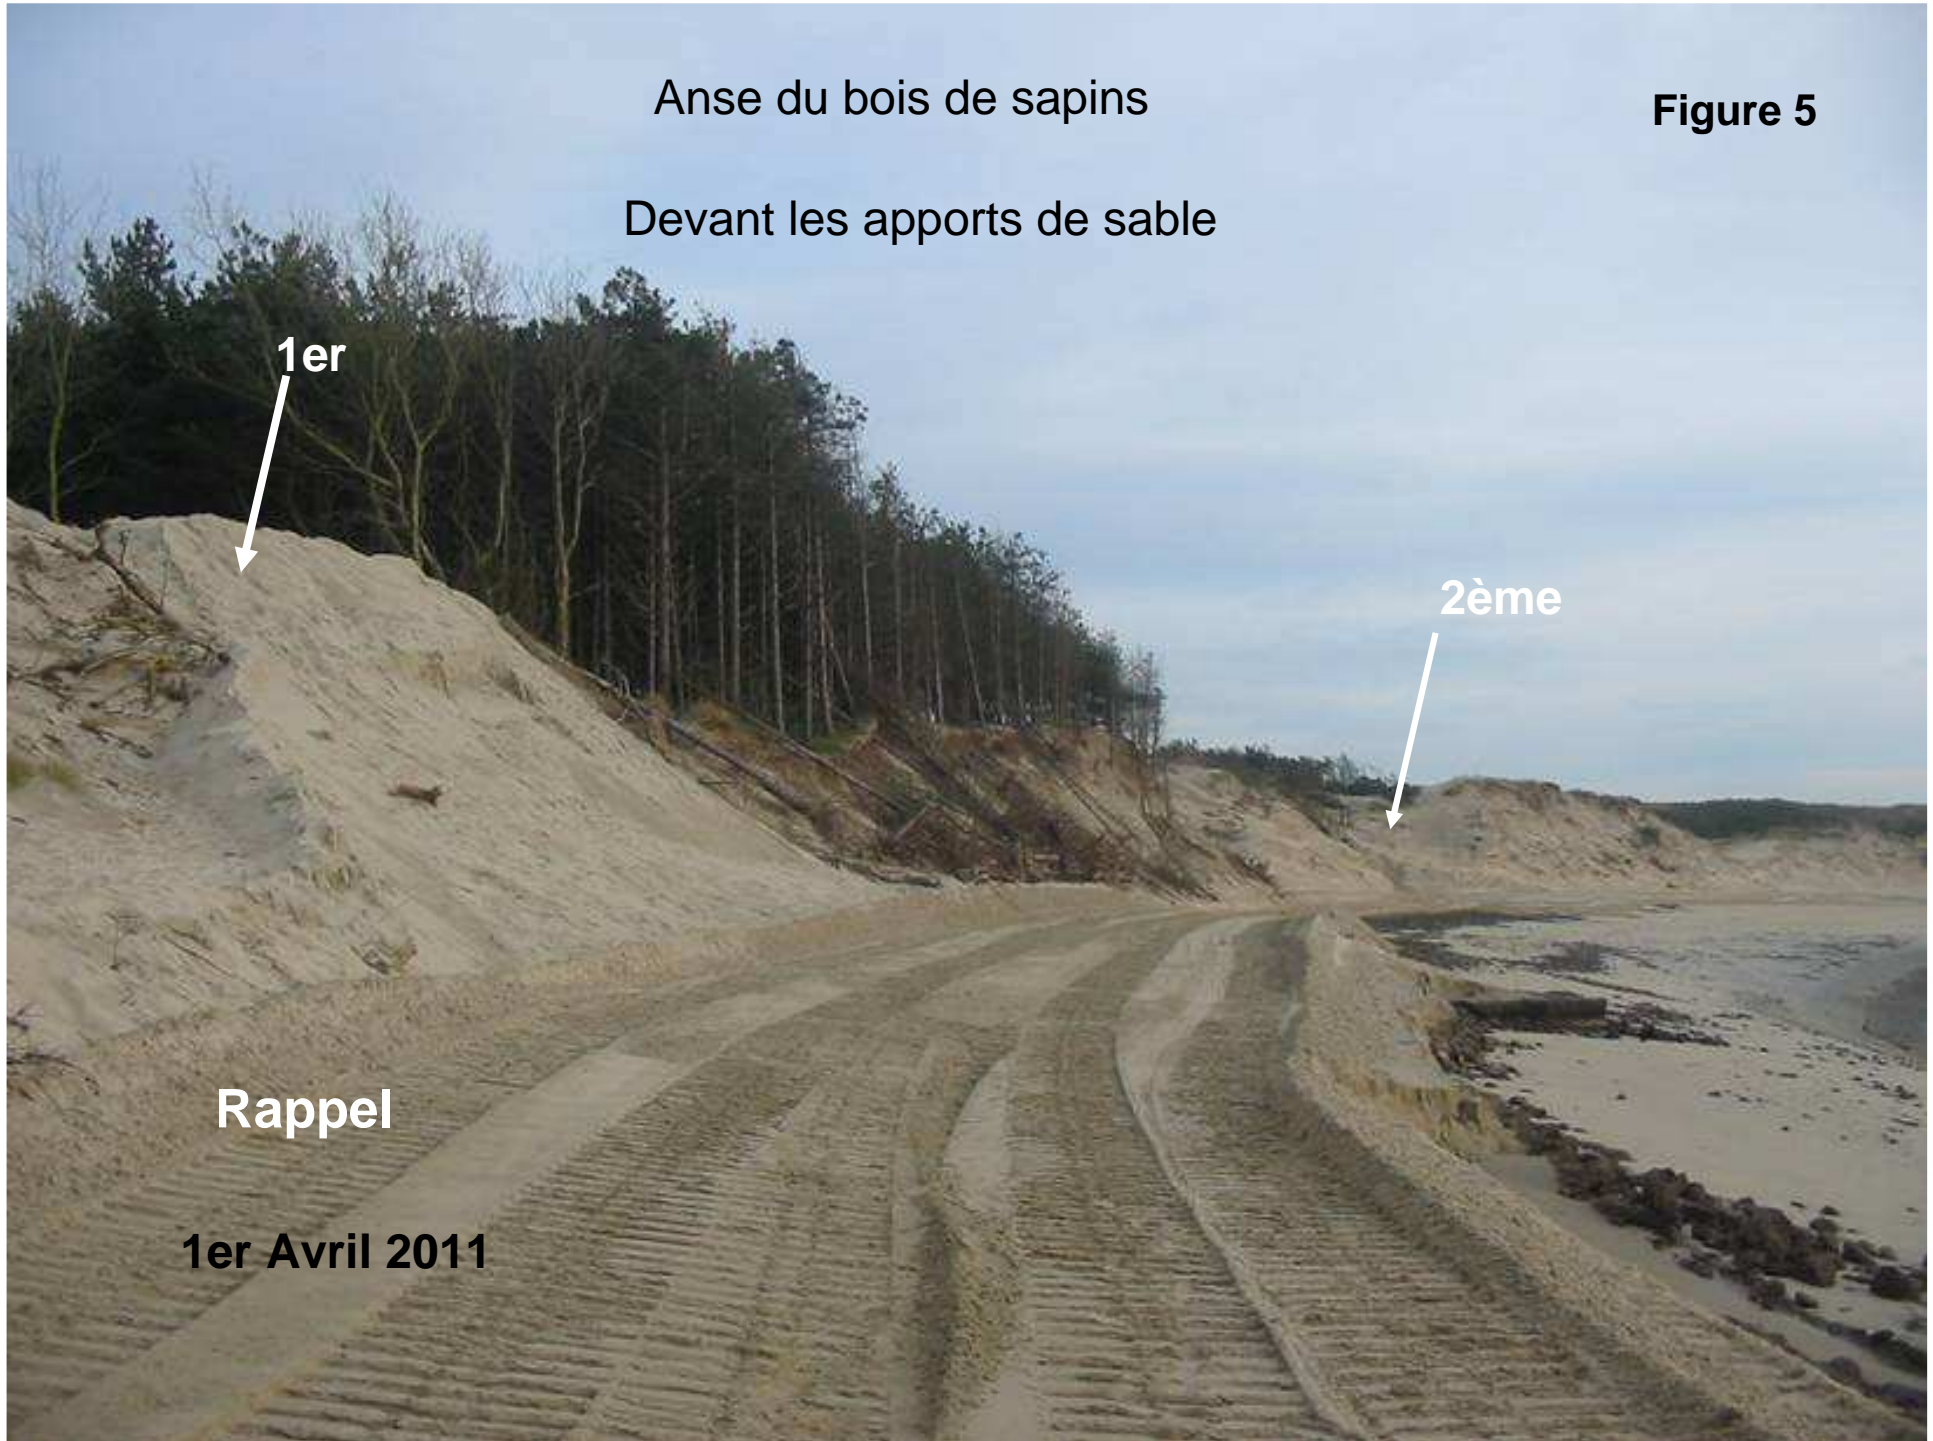 Anse du bois de sapins
Figure 5
Devant les apports de sable
1er
2ème
Rappel
1er Avril 2011